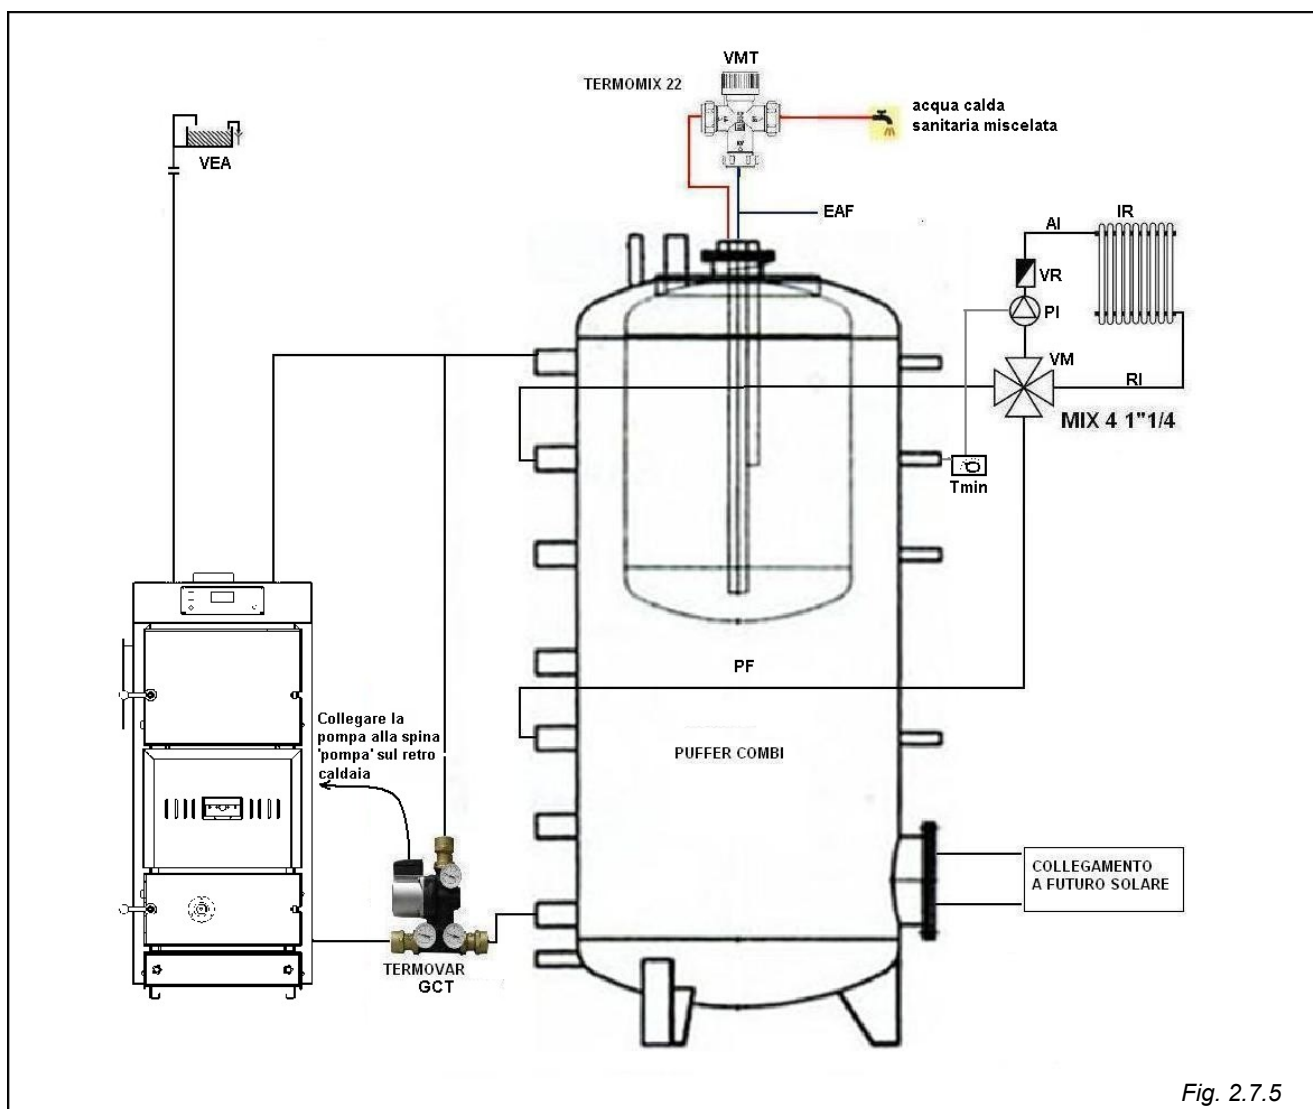 VMT
TERMOMIX 22
acqua calda
sanitaria miscelata
VEA
EAF
AI
IR
VR
PI
VM
RI
MIX 4 1"1/4
Tmin
PF
Collegare la
pompa alla spina
'pompa' sul retro
caldaia
PUFFER COMBI
COLLEGAMENTO
A FUTURO SOLARE
TERMOVAR
GCT
Fig. 2.7.5